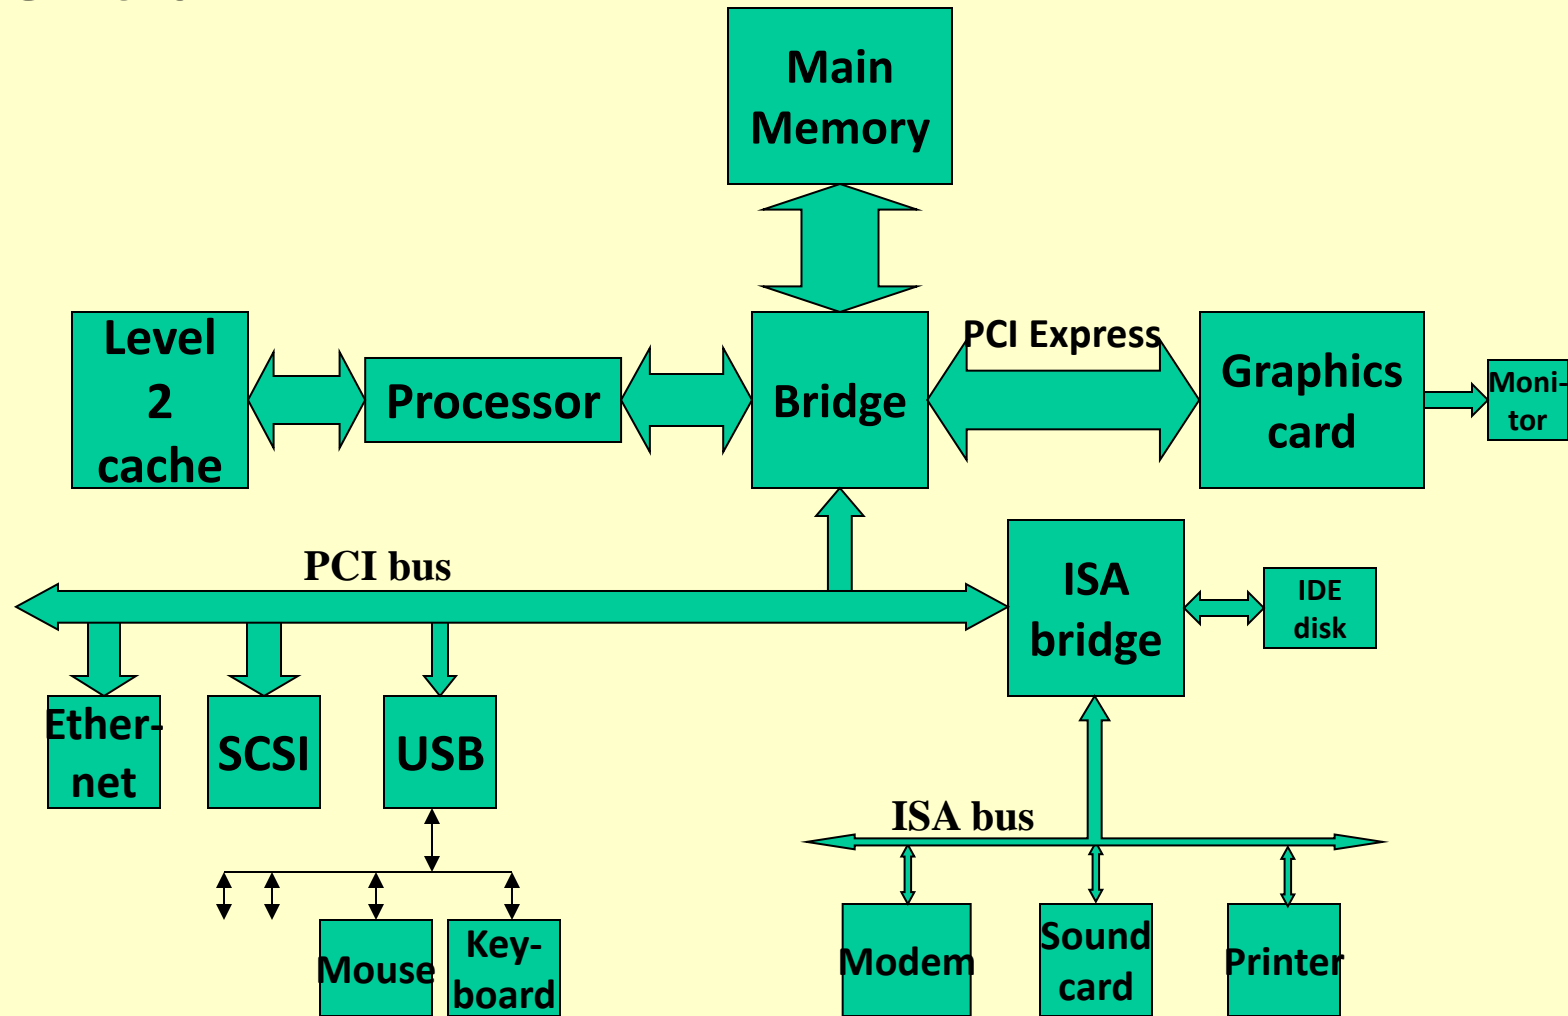 Main
Memory
Level
2
cache
Processor
Bridge
PCI Express
Graphics
card
Moni-
tor
PCI bus
ISA
bridge
IDE
disk
Ether-
net
SCSI
USB
ISA bus
Mouse
Key-
board
Modem
Sound
card
Printer